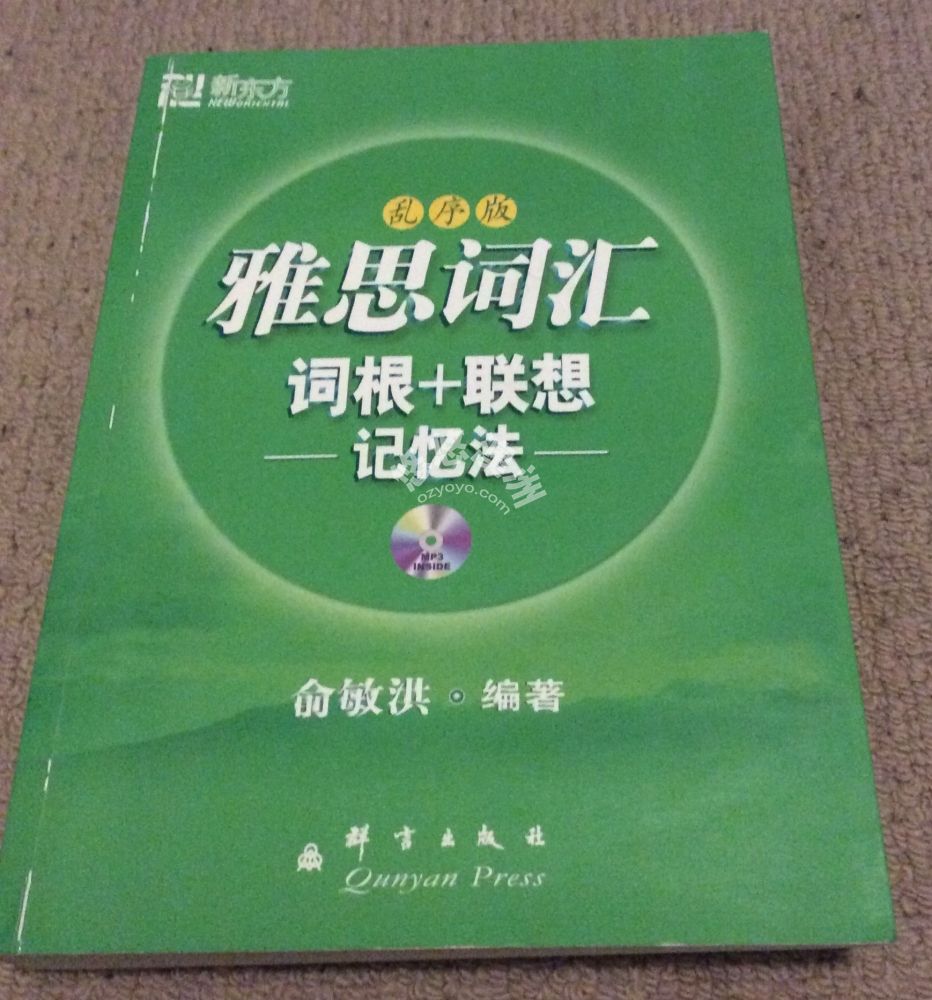 新东方
NEW ORIENTAL
乱序版
雅思词汇
词根+联想
记忆法
ozyoyo.com
MP3
INSIDE
俞敏洪·编著
群言出版社
Qunyan Press